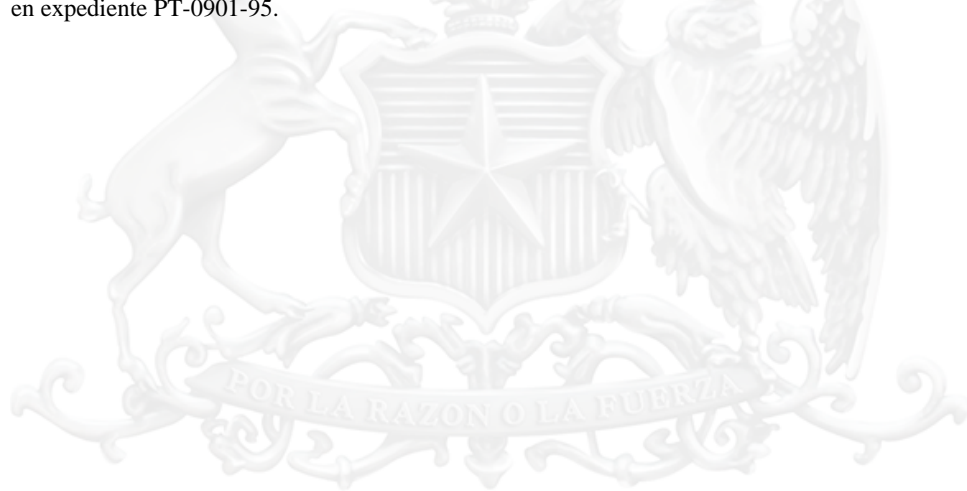 en expediente PT-0901-95.
POR LA RAZON O LA FUERZA